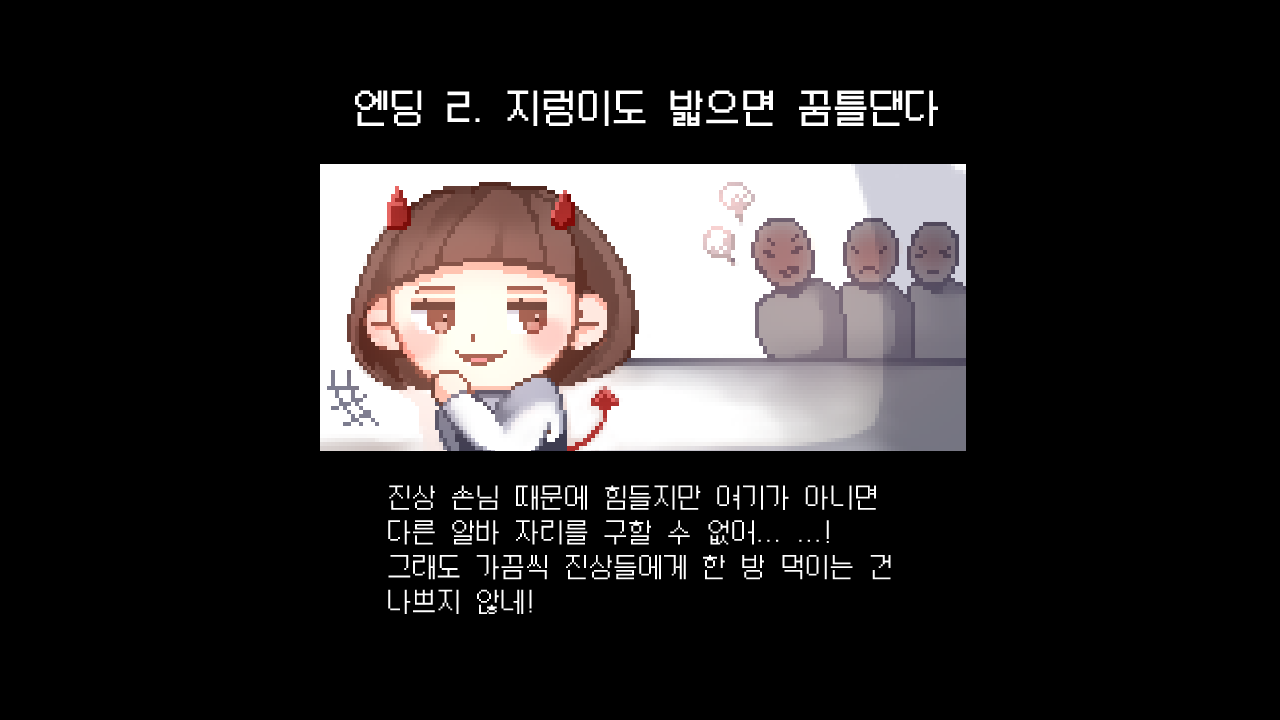 엔딩 2. 지렁이도 밟으면 꿈틀댄다
진상 손님 때문에 힘들지만 여기가 아니면
다른 알바 자리를 구할 수 없어... ...!
그래도 가끔씩 진상들에게 한 방 먹이는 건
나쁘지 않네!